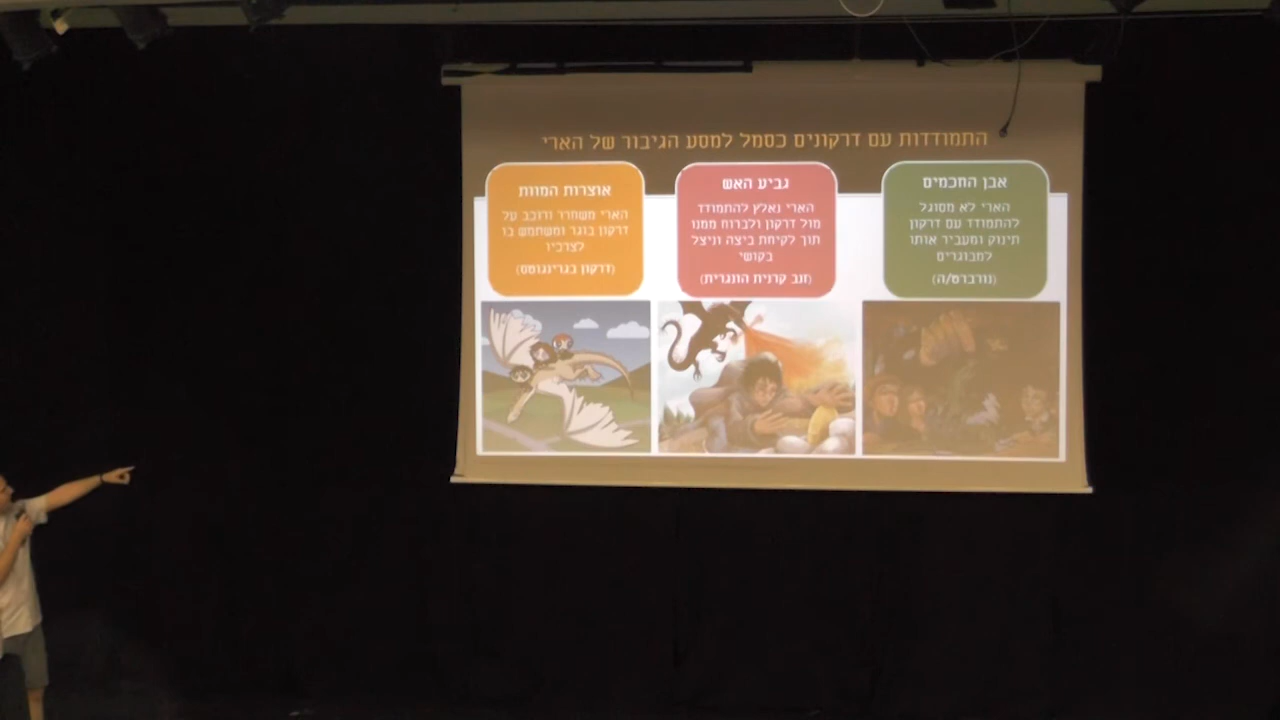 התמודדות עם דרקונים כסמל למסע הגיבור של הארי
אבן החכמים
הארי לא מסוגל
להתמודד עם דרקון
תינוק ומעביר אותו
למבוגרים
(נורברט/ה)
גביע האש
הארי נאלץ להתמודד
מול דרקון ולברוח ממנו
תוך לקיחת ביצה וניצל
בקושי
(זנב קרנית הונגרית)
אוצרות המוות
הארי משחרר ורוכב על
דרקון בוגר ומשתמש בו
לצרכיו
(דרקון בגרינגוטס)